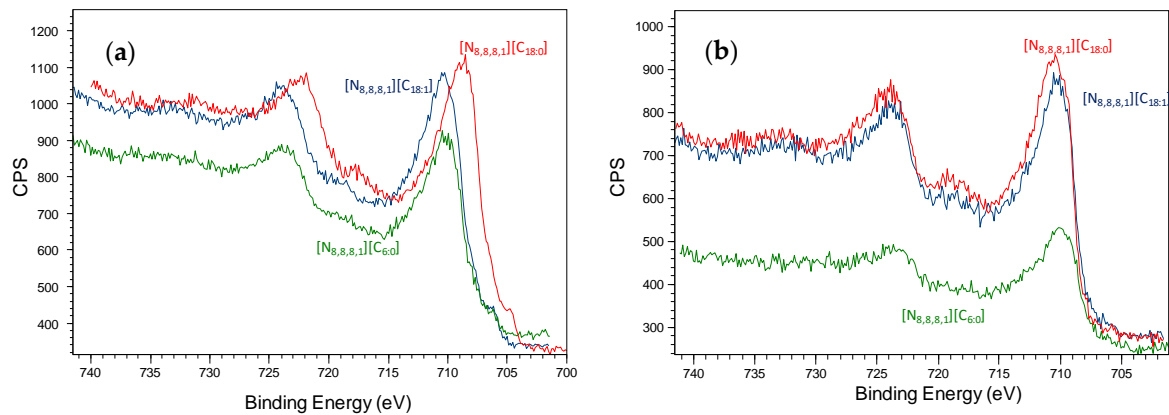 (a)
[N8,8,8,1][C18:0]
[N8,8,8,1][C18:1]
[N8,8,8,1][C6:0]
CPS
1200
1100
1000
900
800
700
600
500
400
740 735 730 725 720 715 710 705 700
Binding Energy (eV)
(b)
[N8,8,8,1][C18:0]
[N8,8,8,1][C18:1
[N8,8,8,1][C6:0]
CPS
1000
900
800
700
600
500
400
300
740 735 730 725 720 715 710 705
Binding Energy (eV)